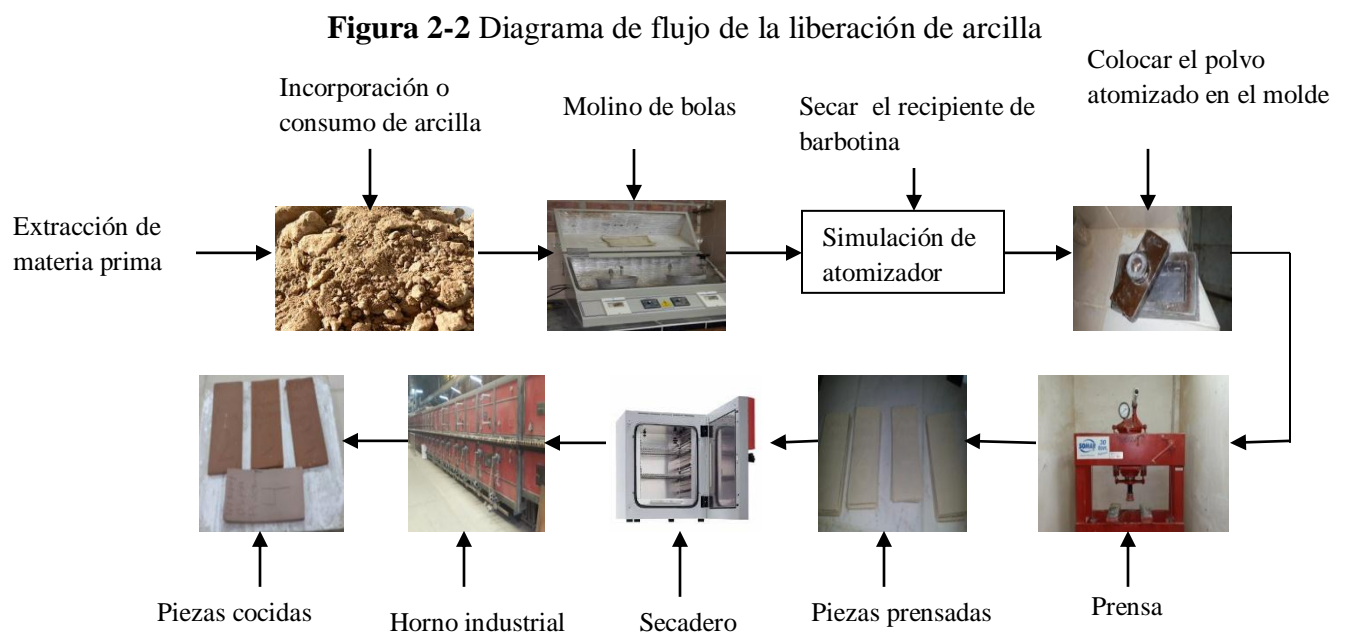 Figura 2-2 Diagrama de flujo de la liberación de arcilla
Incorporación o
consumo de arcilla
Molino de bolas
Secar el recipiente de
barbotina
Colocar el polvo
atomizado en el molde
Extracción de
materia prima
Simulación de
atomizador
Piezas cocidas
Horno industrial
Secadero
Piezas prensadas
Prensa